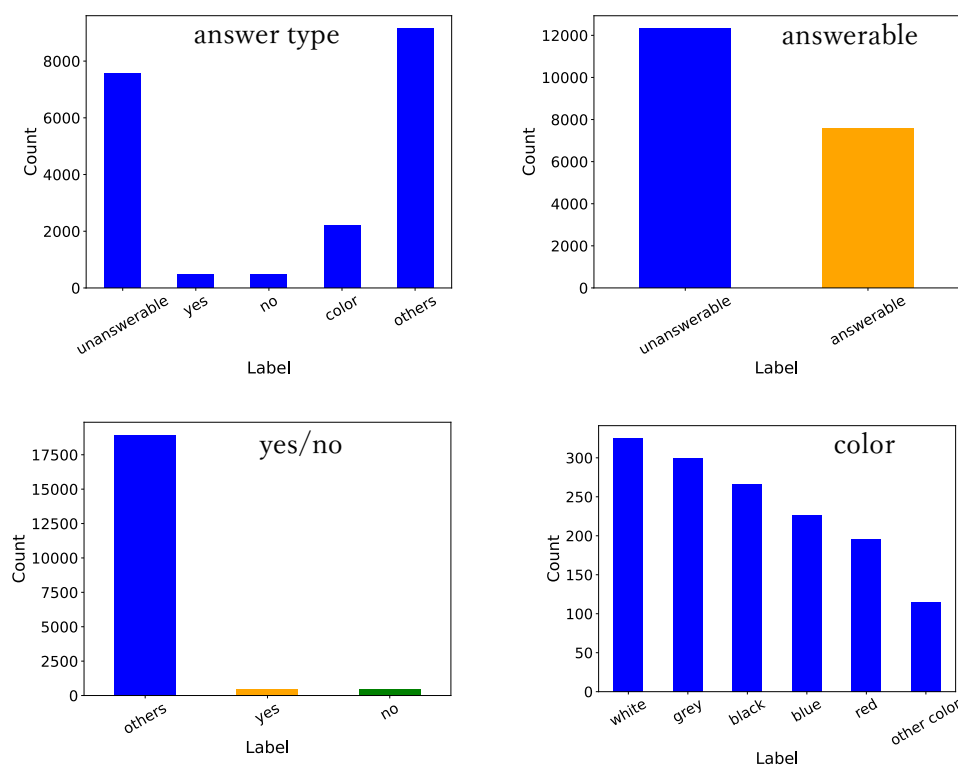 answer type
8000
6000
4000
2000
0
Count
unanswerable
yes
no
color
others
Label
answerable
12000
10000
8000
6000
4000
2000
0
Count
unanswerable
answerable
Label
yes/no
17500
15000
12500
10000
7500
5000
2500
0
Count
others
yes
no
Label
color
300
250
200
150
100
50
0
Count
white
grey
black
blue
red
other color
Label